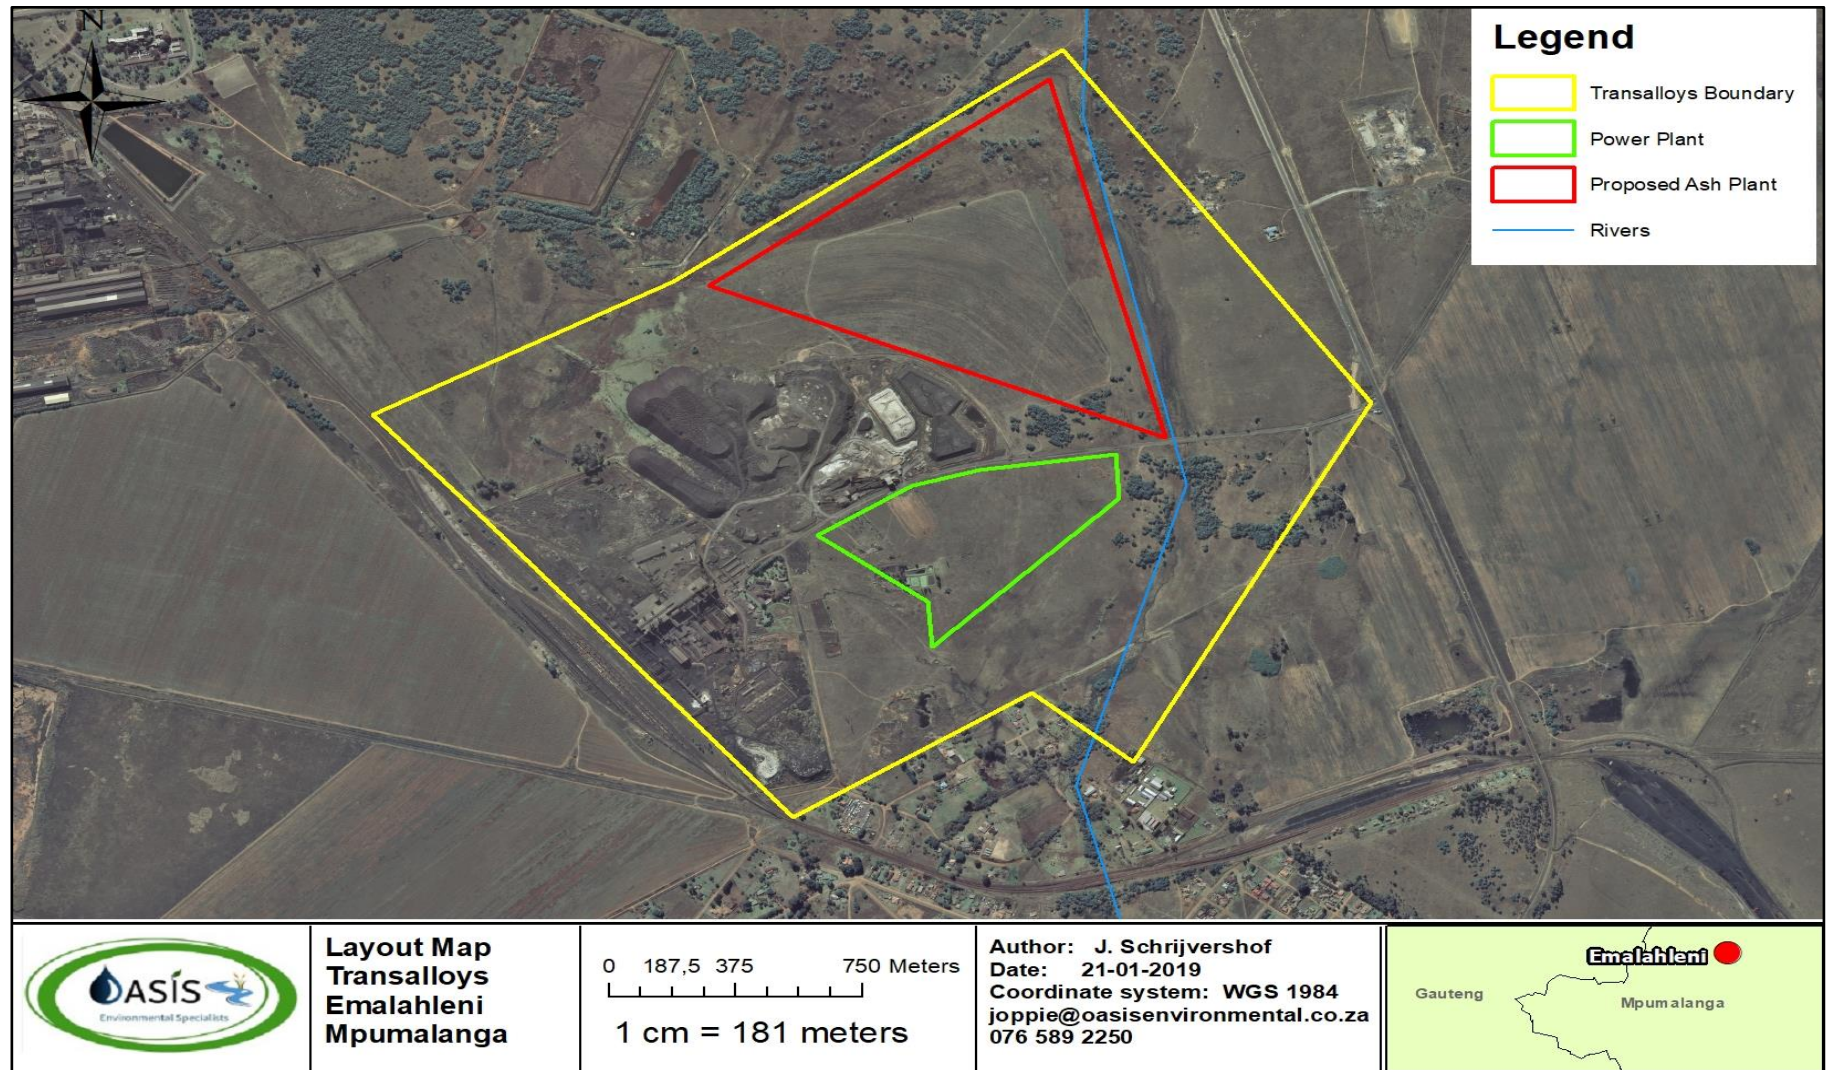 N
Legend
Transalloys Boundary
Power Plant
Proposed Ash Plant
Rivers
OASIS
Environmental Specialists
Layout Map
Transalloys
Emalahleni
Mpumalanga
0 187,5 375 750 Meters
1 cm = 181 meters
Author: J. Schrijvershof
Date: 21-01-2019
Coordinate system: WGS 1984
joppie@oasisenvironmental.co.za
076 589 2250
Emalahleni
Gauteng
Mpumalanga